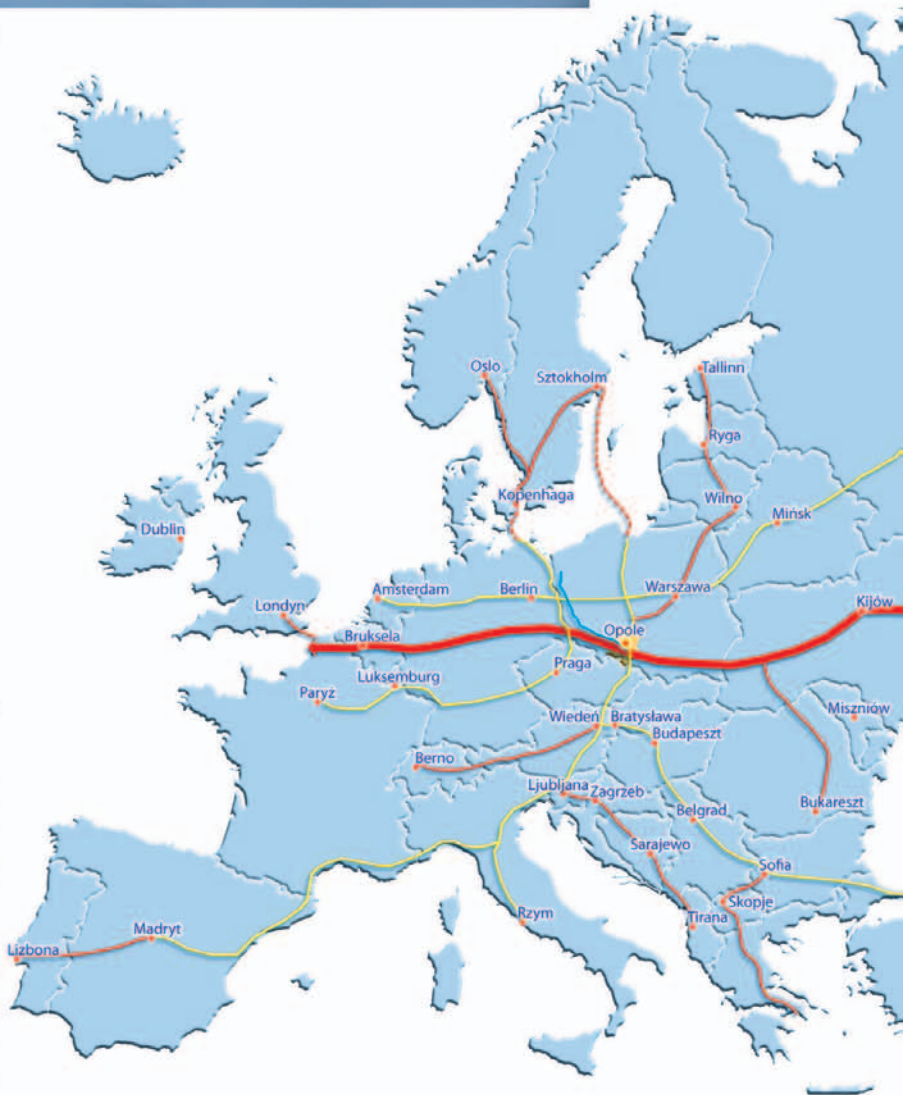 Oslo
Sztokholm
Tallinn
Ryga
Kopenhaga
Wilno
Mińsk
Dublin
Amsterdam
Berlin
Warszawa
Londyn
Kijów
Bruksela
Opole
Praga
Luksemburg
Paryż
Wiedeń
Bratysława
Miszniów
Budapeszt
Berno
Ljubljana
Zagrzeb
Belgrad
Bukareszt
Sarajewo
Sofia
Skopje
Rzym
Tirana
Madryt
Lizbona